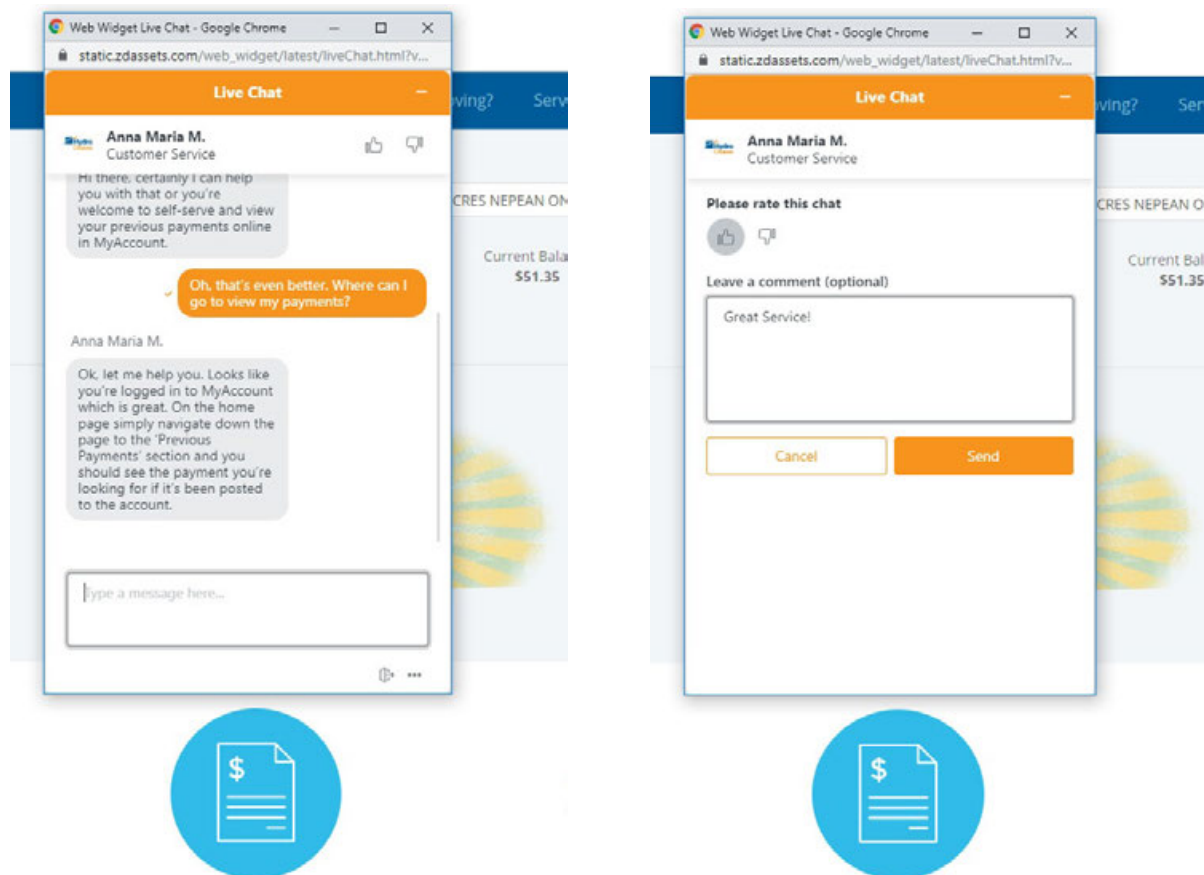 Web Widget Live Chat - Google Chrome
static.zdassets.com/web_widget/latest/liveChat.html?v...
Live Chat
Anna Maria M.
Customer Service
Hi there, certainly I can help
you with that or you're
welcome to self-serve and view
your previous payments online
in MyAccount.
Oh, that's even better. Where can I
go to view my payments?
Anna Maria M.
Ok, let me help you. Looks like
you're logged in to MyAccount
which is great. On the home
page simply navigate down the
page to the 'Previous
Payments' section and you
should see the payment you're
looking for if it's been posted
to the account.
Type a message here...
ving? Serv
CRES NEPEAN ON
Current Bala
$51.35
$
Web Widget Live Chat - Google Chrome
static.zdassets.com/web_widget/latest/liveChat.html?v...
Live Chat
Anna Maria M.
Customer Service
Please rate this chat
Leave a comment (optional)
Great Service!
Cancel
Send
ving? Ser
CRES NEPEAN O
Current Bal
$51.35
$